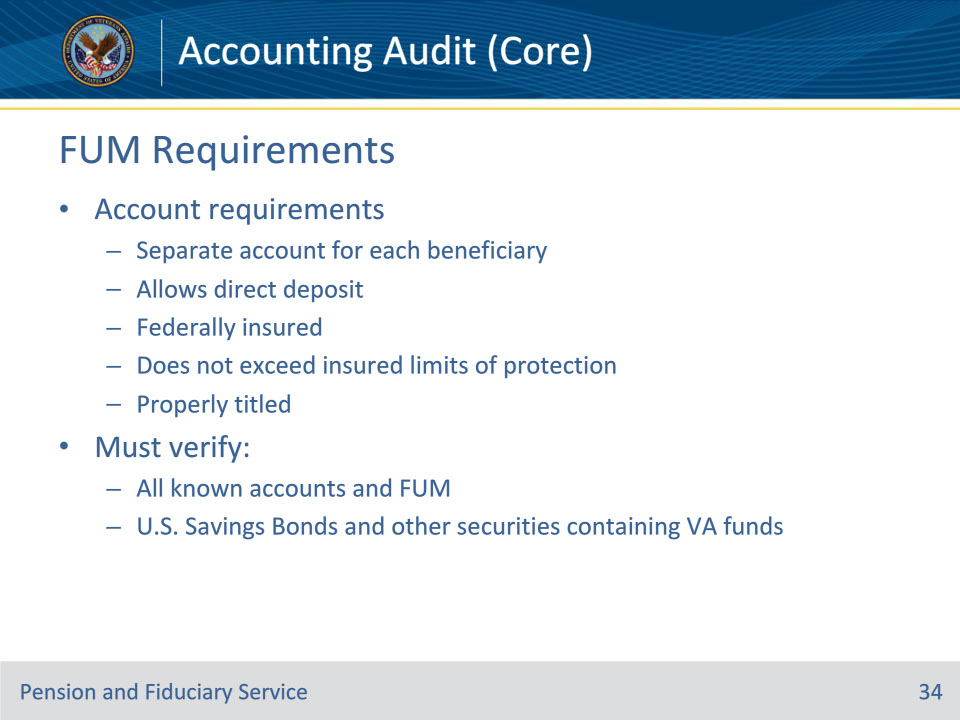 Accounting Audit (Core)
FUM Requirements
• Account requirements
– Separate account for each beneficiary
– Allows direct deposit
– Federally insured
– Does not exceed insured limits of protection
– Properly titled
• Must verify:
– All known accounts and FUM
– U.S. Savings Bonds and other securities containing VA funds
Pension and Fiduciary Service
34